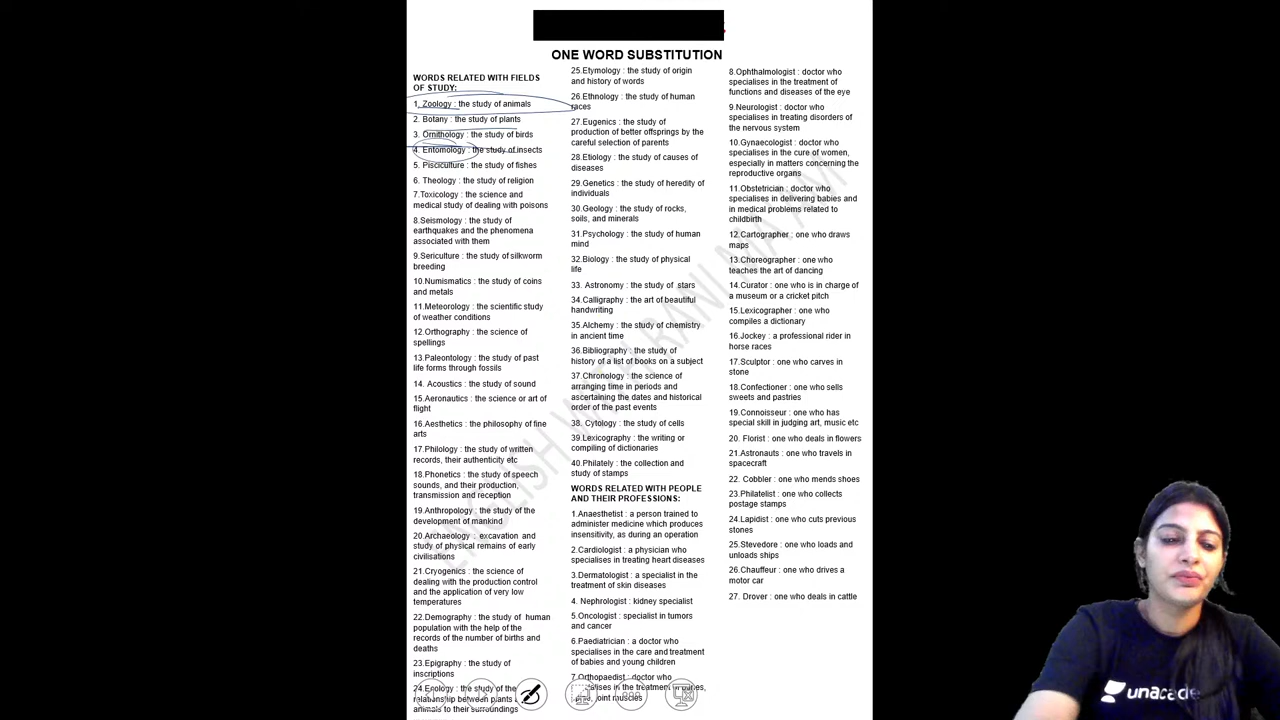 ONE WORD SUBSTITUTION
WORDS RELATED WITH FIELDS
OF STUDY:
1. Zoology : the study of animals
2. Botany : the study of plants
3. Ornithology : the study of birds
4. Entomology : the study of insects
5. Pisciculture : the study of fishes
6. Theology : the study of religion
7.Toxicology : the science and
medical study of dealing with poisons
8.Seismology : the study of
earthquakes and the phenomena
associated with them
9.Sericulture : the study of silkworm
breeding
10.Numismatics : the study of coins
and metals
11.Meteorology : the scientific study
of weather conditions
12.Orthography : the science of
spellings
13.Paleontology : the study of past
life forms through fossils
14. Acoustics : the study of sound
15.Aeronautics : the science or art of
flight
16.Aesthetics : the philosophy of fine
arts
17.Philology : the study of written
records, their authenticity etc
18.Phonetics : the study of speech
sounds, and their production,
transmission and reception
19.Anthropology : the study of the
development of mankind
20.Archaeology : excavation and
study of physical remains of early
civilisations
21.Cryogenics : the science of
dealing with the production control
and the application of very low
temperatures
22.Demography : the study of human
population with the help of the
records of the number of births and
deaths
23.Epigraphy : the study of
inscriptions
24.Ecology : the study of the
relationship between plants
animals to their surroundings
25.Etymology : the study of origin
and history of words
26.Ethnology : the study of human
races
27.Eugenics : the study of
production of better offsprings by the
careful selection of parents
28.Etiology : the study of causes of
diseases
29.Genetics : the study of heredity of
individuals
30.Geology : the study of rocks,
soils, and minerals
31.Psychology : the study of human
mind
32.Biology : the study of physical
life
33. Astronomy : the study of stars
34.Calligraphy : the art of beautiful
handwriting
35.Alchemy : the study of chemistry
in ancient time
36.Bibliography : the study of
history of a list of books on a subject
37.Chronology : the science of
arranging time in periods and
ascertaining the dates and historical
order of the past events
38. Cytology : the study of cells
39.Lexicography : the writing or
compiling of dictionaries
40.Philately : the collection and
study of stamps
WORDS RELATED WITH PEOPLE
AND THEIR PROFESSIONS:
1.Anaesthetist : a person trained to
administer medicine which produces
insensitivity, as during an operation
2.Cardiologist : a physician who
specialises in treating heart diseases
3.Dermatologist : a specialist in the
treatment of skin diseases
4. Nephrologist : kidney specialist
5.Oncologist : specialist in tumors
and cancer
6.Paediatrician : a doctor who
specialises in the care and treatment
of babies and young children
7.Orthopaedist : doctor who
in the treatment
joint muscles
8.Ophthalmologist : doctor who
specialises in the treatment of
functions and diseases of the eye
9.Neurologist : doctor who
specialises in treating disorders of
the nervous system
10.Gynaecologist : doctor who
specialises in the cure of women,
especially in matters concerning the
reproductive organs
11.Obstetrician : doctor who
specialises in delivering babies and
in medical problems related to
childbirth
12.Cartographer : one who draws
maps
13.Choreographer : one who
teaches the art of dancing
14.Curator : one who is in charge of
a museum or a cricket pitch
15.Lexicographer : one who
compiles a dictionary
16.Jockey : a professional rider in
horse races
17.Sculptor : one who carves in
stone
18.Confectioner : one who sells
sweets and pastries
19.Connoisseur : one who has
special skill in judging art, music etc
20. Florist : one who deals in flowers
21.Astronauts : one who travels in
spacecraft
22. Cobbler : one who mends shoes
23.Philatelist : one who collects
postage stamps
24.Lapidist : one who cuts previous
stones
25.Stevedore : one who loads and
unloads ships
26.Chauffeur : one who drives a
motor car
27. Drover : one who deals in cattle
ENGLISH WITH RANI MA'AM
unacade